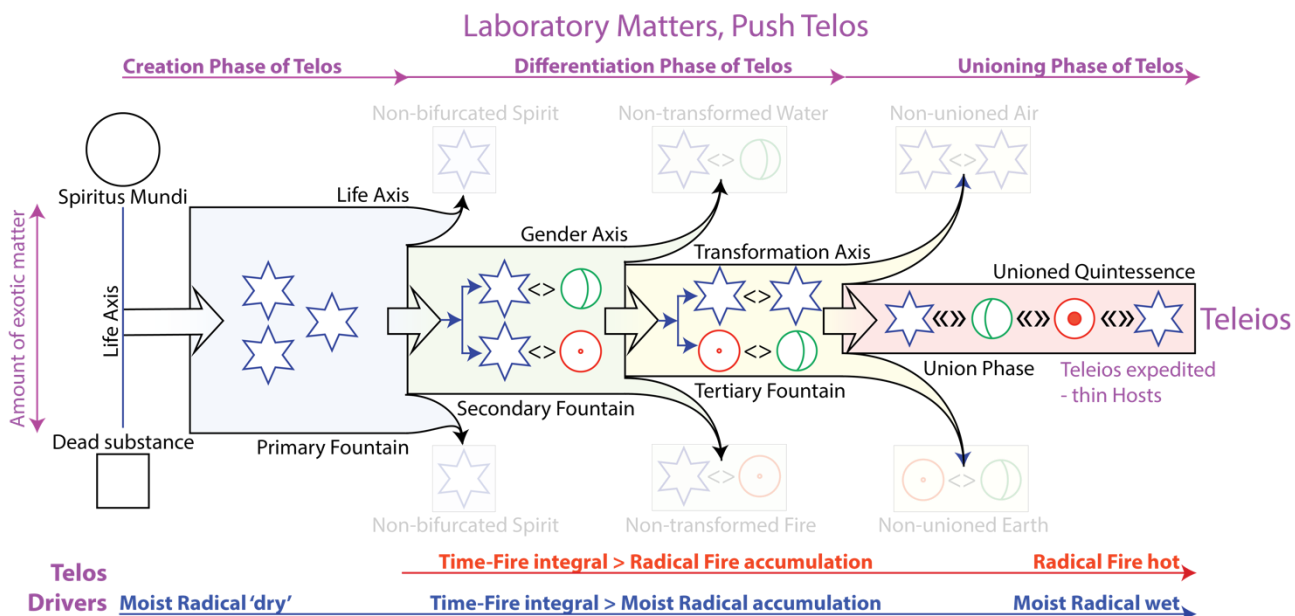 Laboratory Matters, Push Telos
Creation Phase of Telos
Differentiation Phase of Telos
Unioning Phase of Telos
Non-bifurcated Spirit
Non-transformed Water
<>
Non-unioned Air
<>
Spiritus Mundi
Life Axis
Gender Axis
Transformation Axis
Unioned Quintessence
Amount of exotic matter
Life Axis
<>
<>
<>
<>
«» «» «»
Teleios
Union Phase
Teleios expedited
- thin Hosts
Dead substance
Primary Fountain
Secondary Fountain
Tertiary Fountain
<>
<>
Non-bifurcated Spirit
Non-transformed Fire
Non-unioned Earth
Telos
Drivers
Time-Fire integral > Radical Fire accumulation
Radical Fire hot
Moist Radical ‘dry’
Time-Fire integral > Moist Radical accumulation
Moist Radical wet